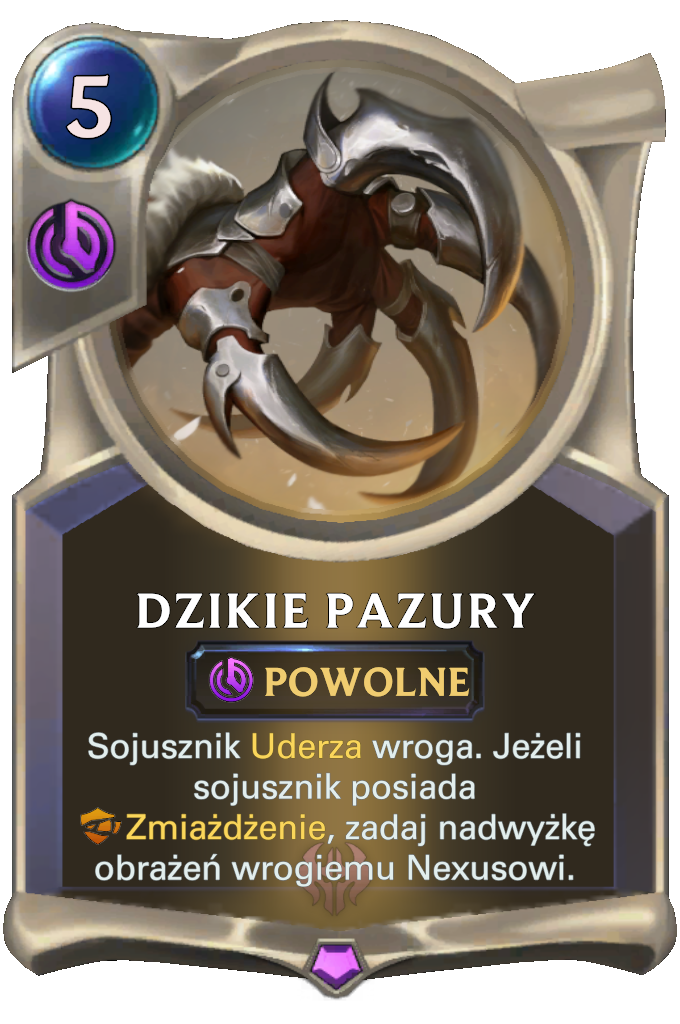 5
DZIKIE PAZURY
POWOLNE
Sojusznik Uderza wroga. Jeżeli
sojusznik posiada
Zmiażdżenie, zadaj nadwyżkę
obrażeń wrogiemu Nexusowi.